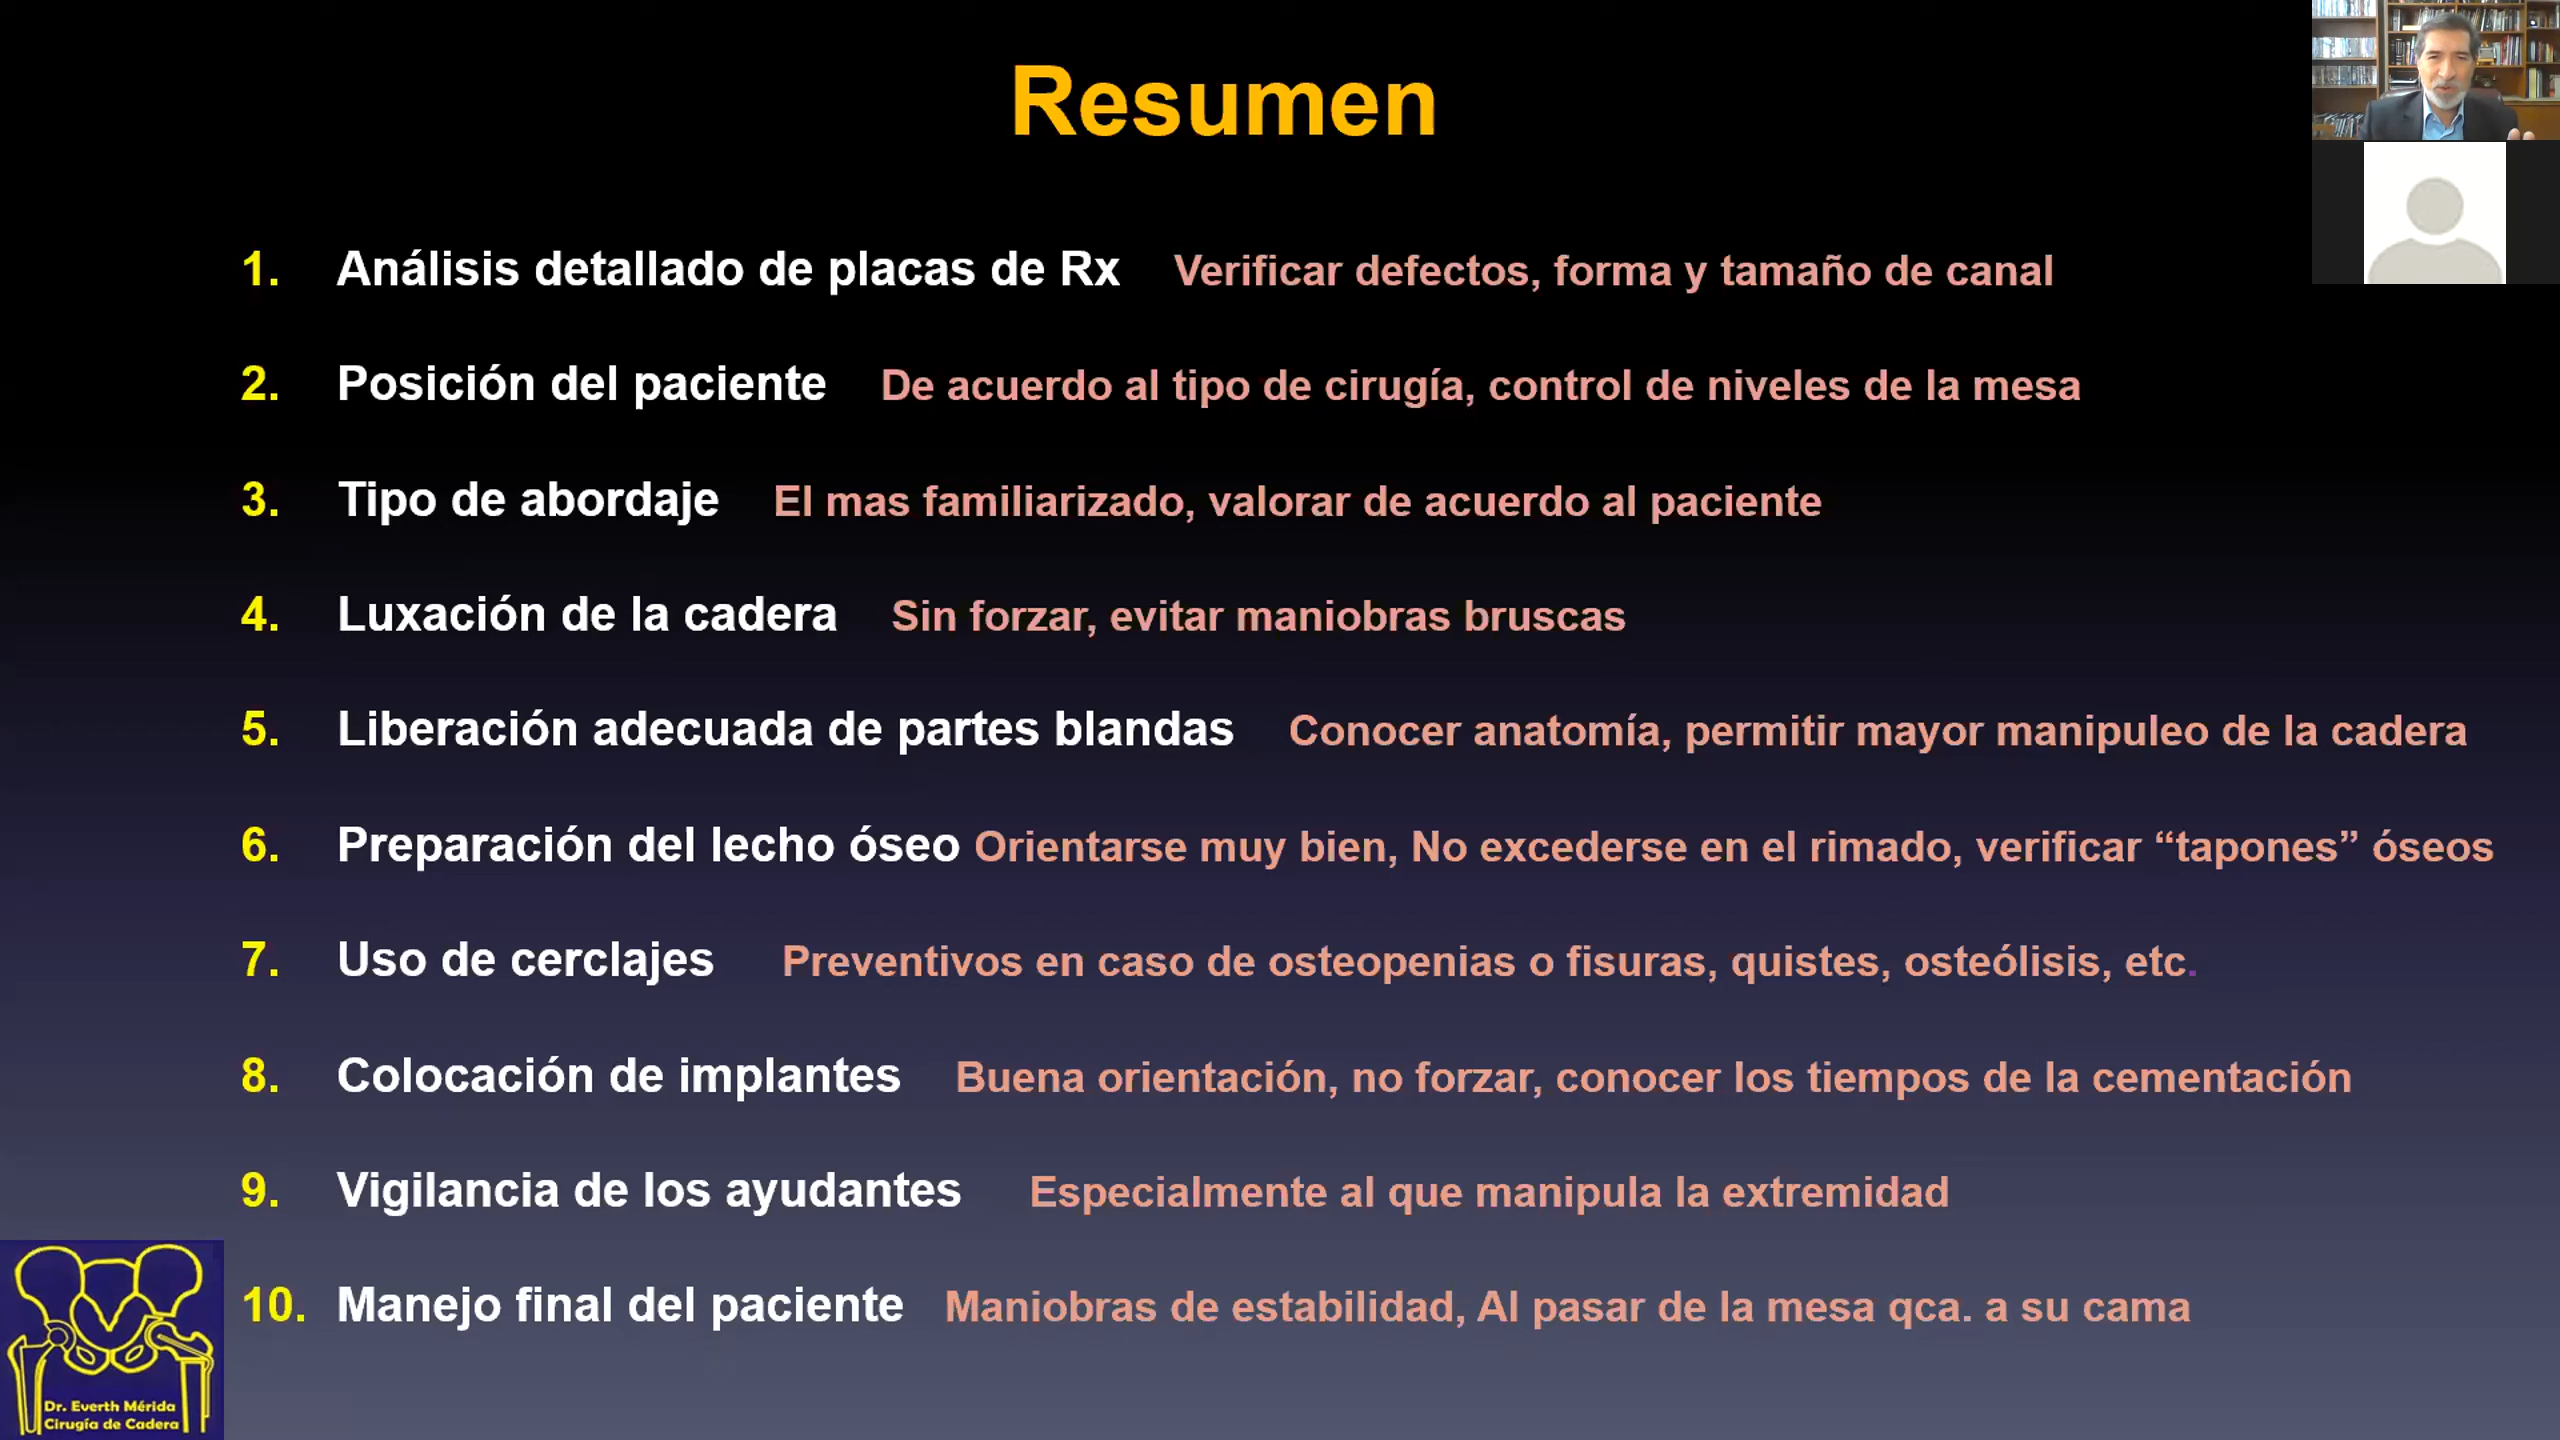 Resumen
1. Análisis detallado de placas de Rx Verificar defectos, forma y tamaño de canal
2. Posición del paciente De acuerdo al tipo de cirugía, control de niveles de la mesa
3. Tipo de abordaje El mas familiarizado, valorar de acuerdo al paciente
4. Luxación de la cadera Sin forzar, evitar maniobras bruscas
5. Liberación adecuada de partes blandas Conocer anatomía, permitir mayor manipuleo de la cadera
6. Preparación del lecho óseo Orientarse muy bien, No excederse en el rimado, verificar “tapones” óseos
7. Uso de cerclajes Preventivos en caso de osteopenias o fisuras, quistes, osteólisis, etc.
8. Colocación de implantes Buena orientación, no forzar, conocer los tiempos de la cementación
9. Vigilancia de los ayudantes Especialmente al que manipula la extremidad
10. Manejo final del paciente Maniobras de estabilidad, Al pasar de la mesa qca. a su cama
Dr. Everth Mérida
Cirugía de Cadera